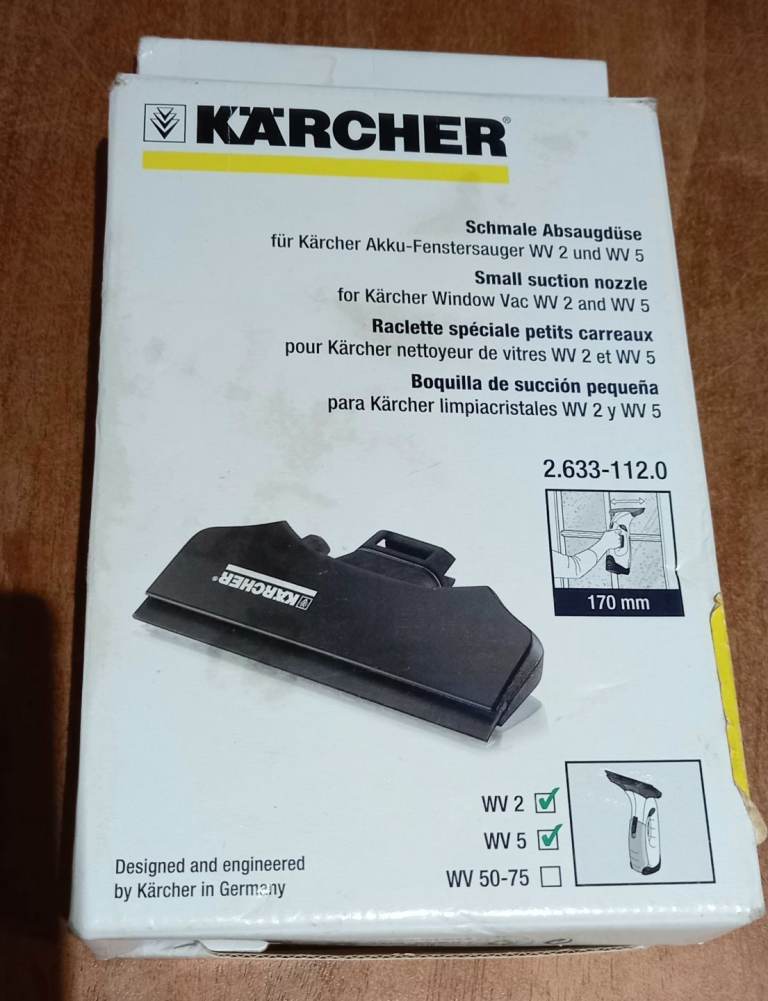 KÄRCHER®
Schmale Absaugdüse
für Kärcher Akku-Fenstersauger WV 2 und WV 5
Small suction nozzle
for Kärcher Window Vac WV 2 and WV 5
Raclette spéciale petits carreaux
pour Kärcher nettoyeur de vitres WV 2 et WV 5
Boquilla de succión pequeña
para Kärcher limpiacristales WV 2 y WV 5
2.633-112.0
170 mm
KÄRCHER®
WV 2
WV 5
WV 50-75
Designed and engineered
by Kärcher in Germany